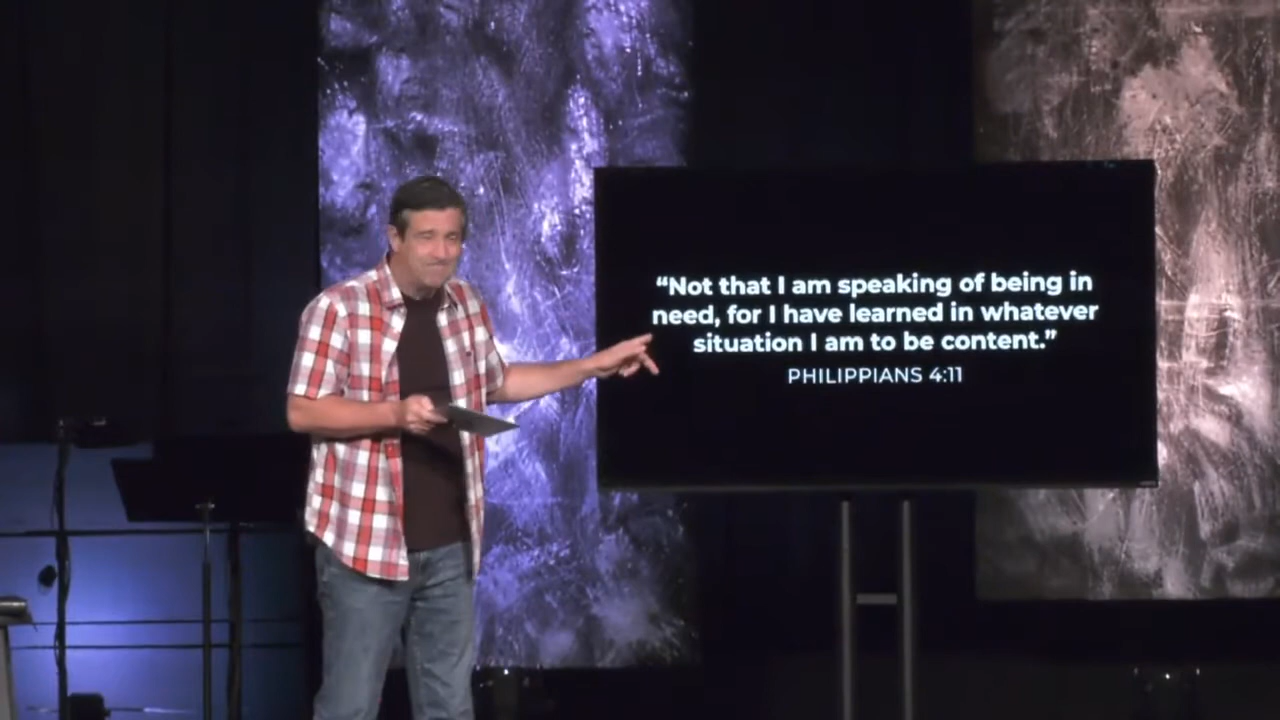 “Not that I am speaking of being in
need, for I have learned in whatever
situation I am to be content.”
PHILIPPIANS 4:11